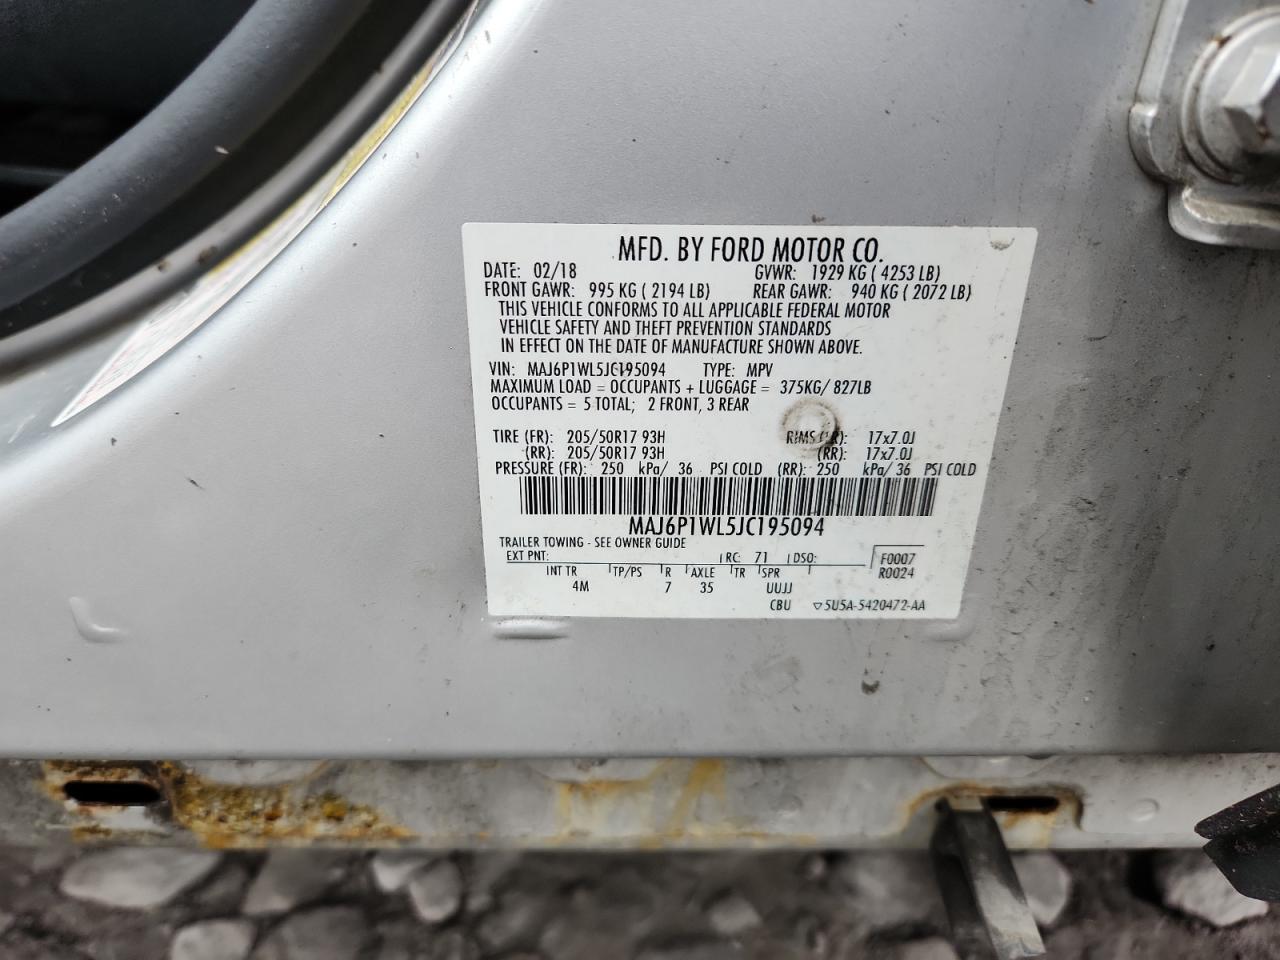 MFD. BY FORD MOTOR CO.
DATE: 02/18 GVWR: 1929 KG ( 4253 LB)
FRONT GAWR: 995 KG ( 2194 LB) REAR GAWR: 940 KG ( 2072 LB)
THIS VEHICLE CONFORMS TO ALL APPLICABLE FEDERAL MOTOR
VEHICLE SAFETY AND THEFT PREVENTION STANDARDS
IN EFFECT ON THE DATE OF MANUFACTURE SHOWN ABOVE.
VIN: MAJ6P1WL5JC195094 TYPE: MPV
MAXIMUM LOAD = OCCUPANTS + LUGGAGE = 375KG/ 827LB
OCCUPANTS = 5 TOTAL; 2 FRONT, 3 REAR
TIRE (FR): 205/50R17 93H RIMS (FR): 17x7.0J
(RR): 205/50R17 93H (RR): 17x7.0J
PRESSURE (FR): 250 kPa/ 36 PSI COLD (RR): 250 kPa/ 36 PSI COLD
MAJ6P1WL5JC195094
TRAILER TOWING - SEE OWNER GUIDE
EXT PNT: RC: 71 DSO: F0007
INT TR TP/PS R AXLE TR SPR R0024
4M 7 35 UUJJ
CBU 5U5A-5420472-AA